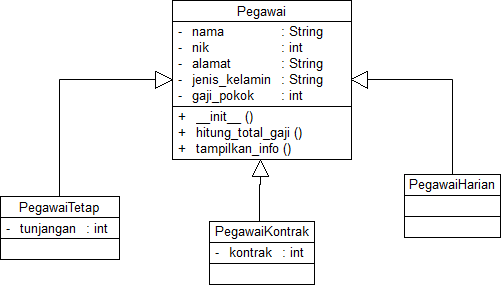 Pegawai
- nama : String
- nik : int
- alamat : String
- jenis_kelamin : String
- gaji_pokok : int
+ __init__ ()
+ hitung_total_gaji ()
+ tampilkan_info ()
PegawaiTetap
- tunjangan : int
PegawaiKontrak
- kontrak : int
PegawaiHarian